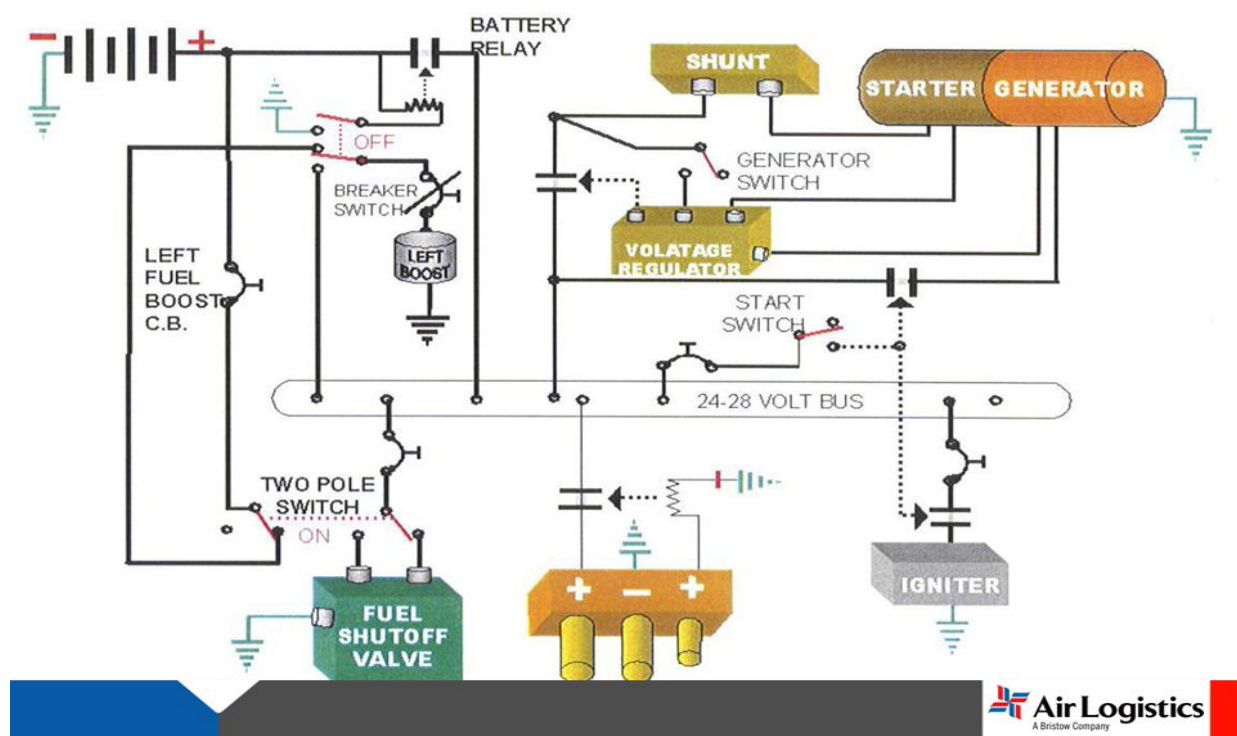 BATTERY
RELAY
SHUNT
STARTER GENERATOR
OFF
GENERATOR
SWITCH
BREAKER
SWITCH
LEFT
BOOST
VOLATAGE
REGULATOR
LEFT
FUEL
BOOST
C.B.
START
SWITCH
24-28 VOLT BUS
TWO POLE
SWITCH
ON
FUEL
SHUTOFF
VALVE
+ − +
IGNITER
Air Logistics
A Bristow Company